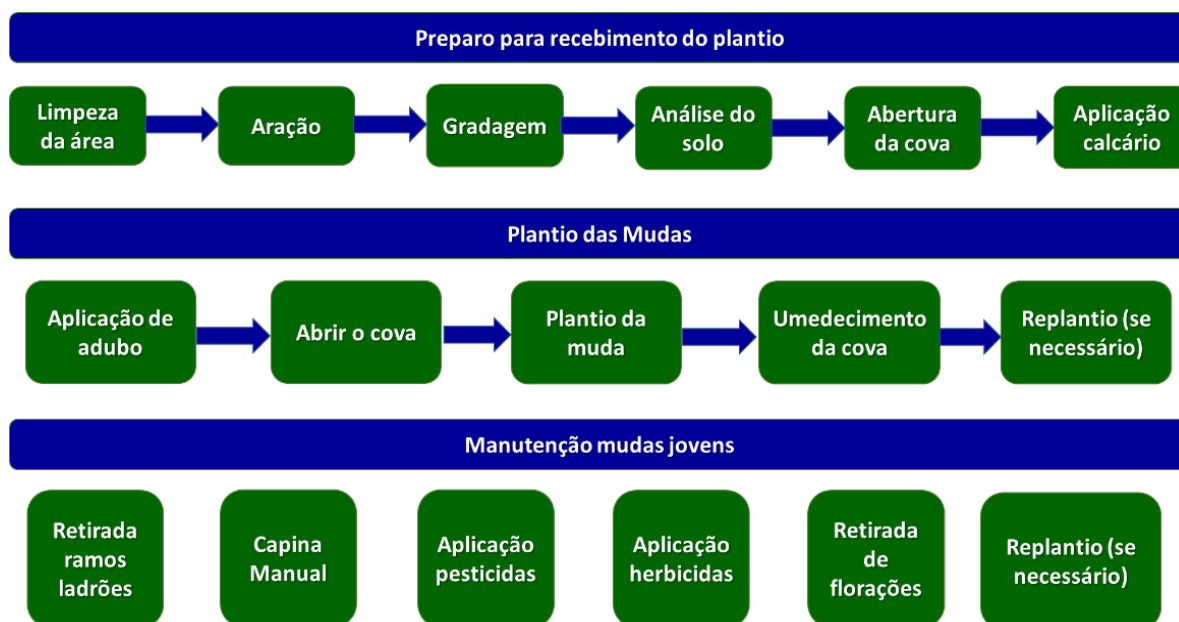 Preparo para recebimento do plantio
Limpeza
da área
Aração
Gradagem
Análise do
solo
Abertura
da cova
Aplicação
calcário
Plantio das Mudas
Aplicação de
adubo
Abrir o cova
Plantio da
muda
Umedecimento
da cova
Replantio (se
necessário)
Manutenção mudas jovens
Retirada
ramos
ladrões
Capina
Manual
Aplicação
pesticidas
Aplicação
herbicidas
Retirada
de
florações
Replantio (se
necessário)